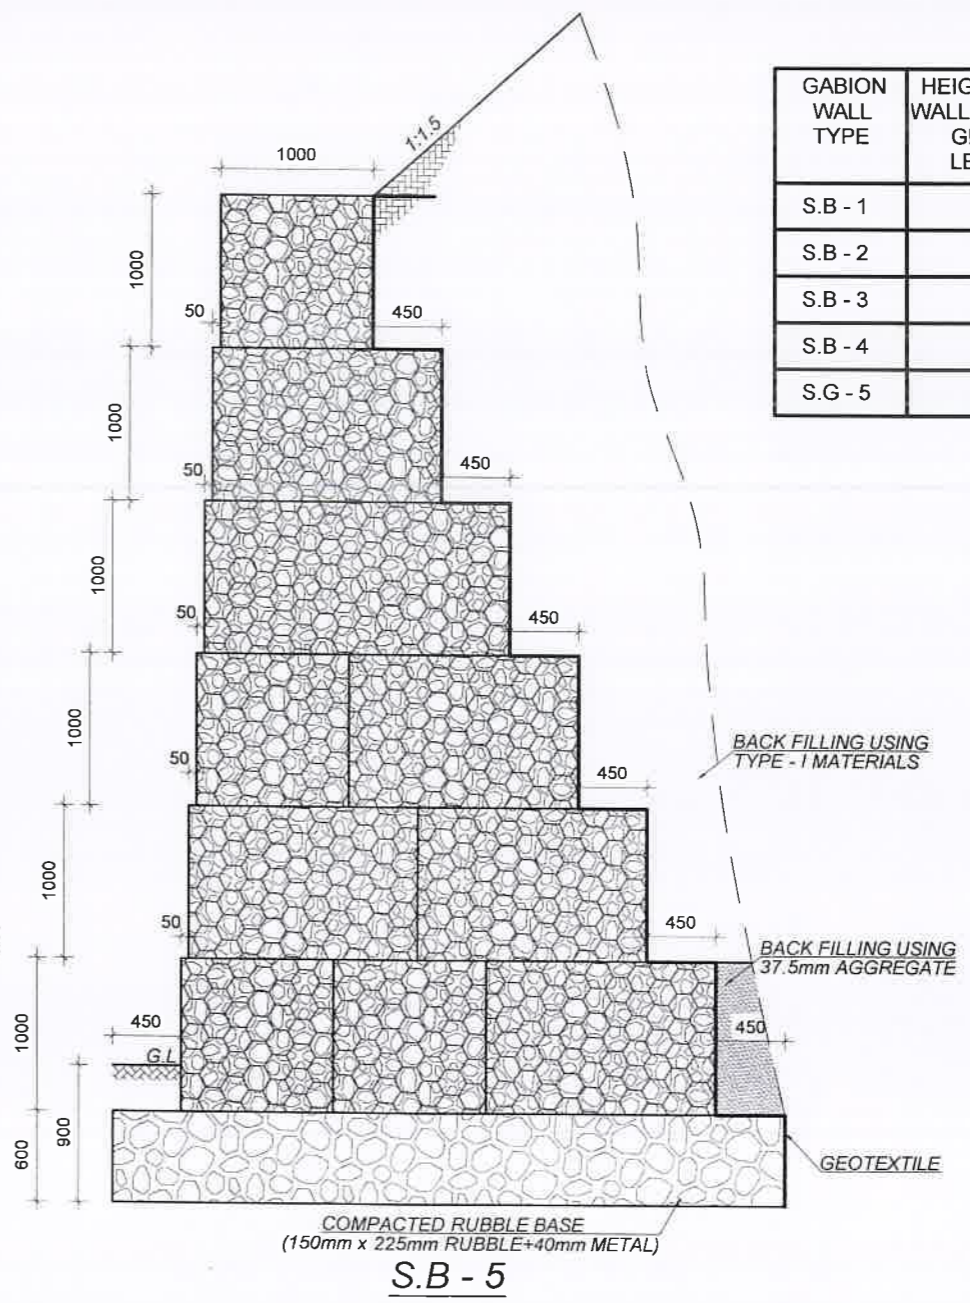 GABION
WALL
TYPE
S.B - 1
S.B - 2
S.B - 3
S.B - 4
S.G - 5
1:1.5
1000
1000
50
450
1000
50
450
1000
50
450
1000
50
450
1000
50
450
1000
450
450
G.L
900
600
BACK FILLING USING
TYPE - I MATERIALS
BACK FILLING USING
37.5mm AGGREGATE
GEOTEXTILE
COMPACTED RUBBLE BASE
(150mm x 225mm RUBBLE+40mm METAL)
S.B - 5